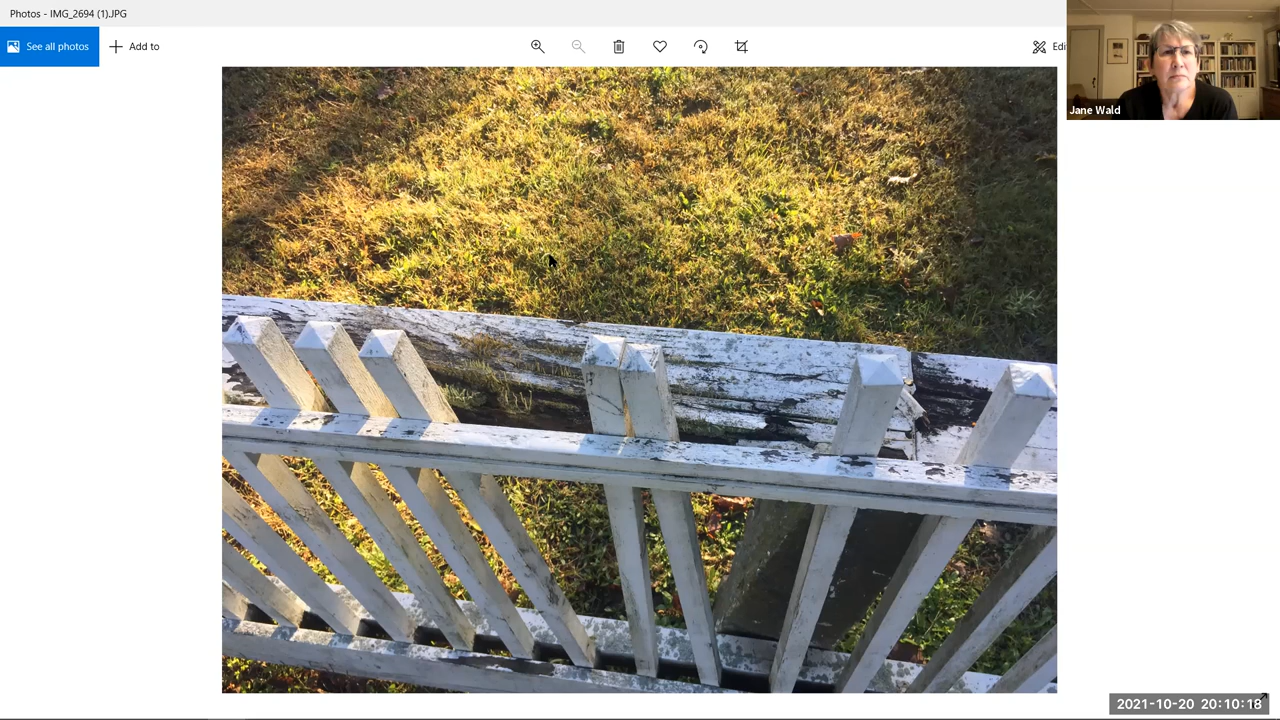 Photos - IMG_2694 (1).JPG
See all photos
Add to
Edi
Jane Wald
2021-10-20 20:10:18